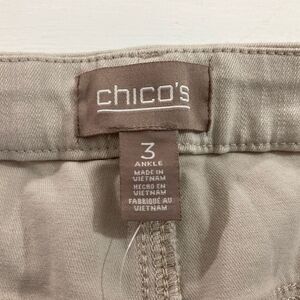 chico's
3
ANKLE
MADE IN
VIETNAM
HECHO EN
VIETNAM
FABRIQUÉ AU
VIETNAM